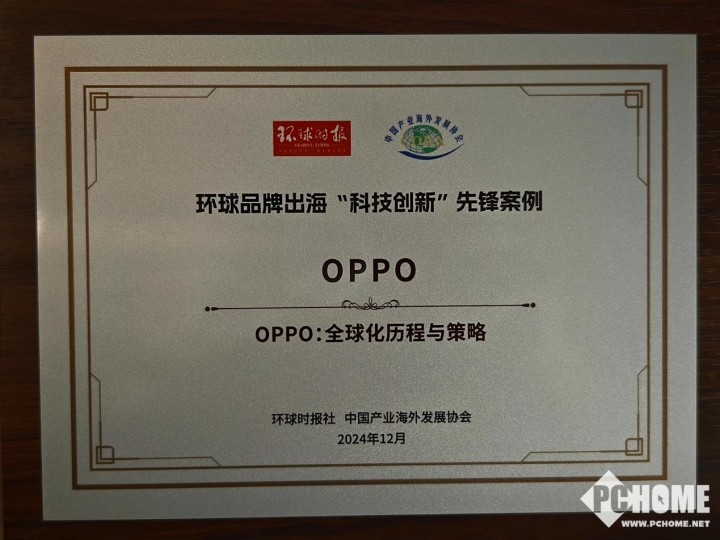 环球时报
GLOBAL TIMES
中国产业海外发展协会
环球品牌出海“科技创新”先锋案例
OPPO
OPPO:全球化历程与策略
环球时报社 中国产业海外发展协会
2024年12月
PCHOME
WWW.PCHOME.NET